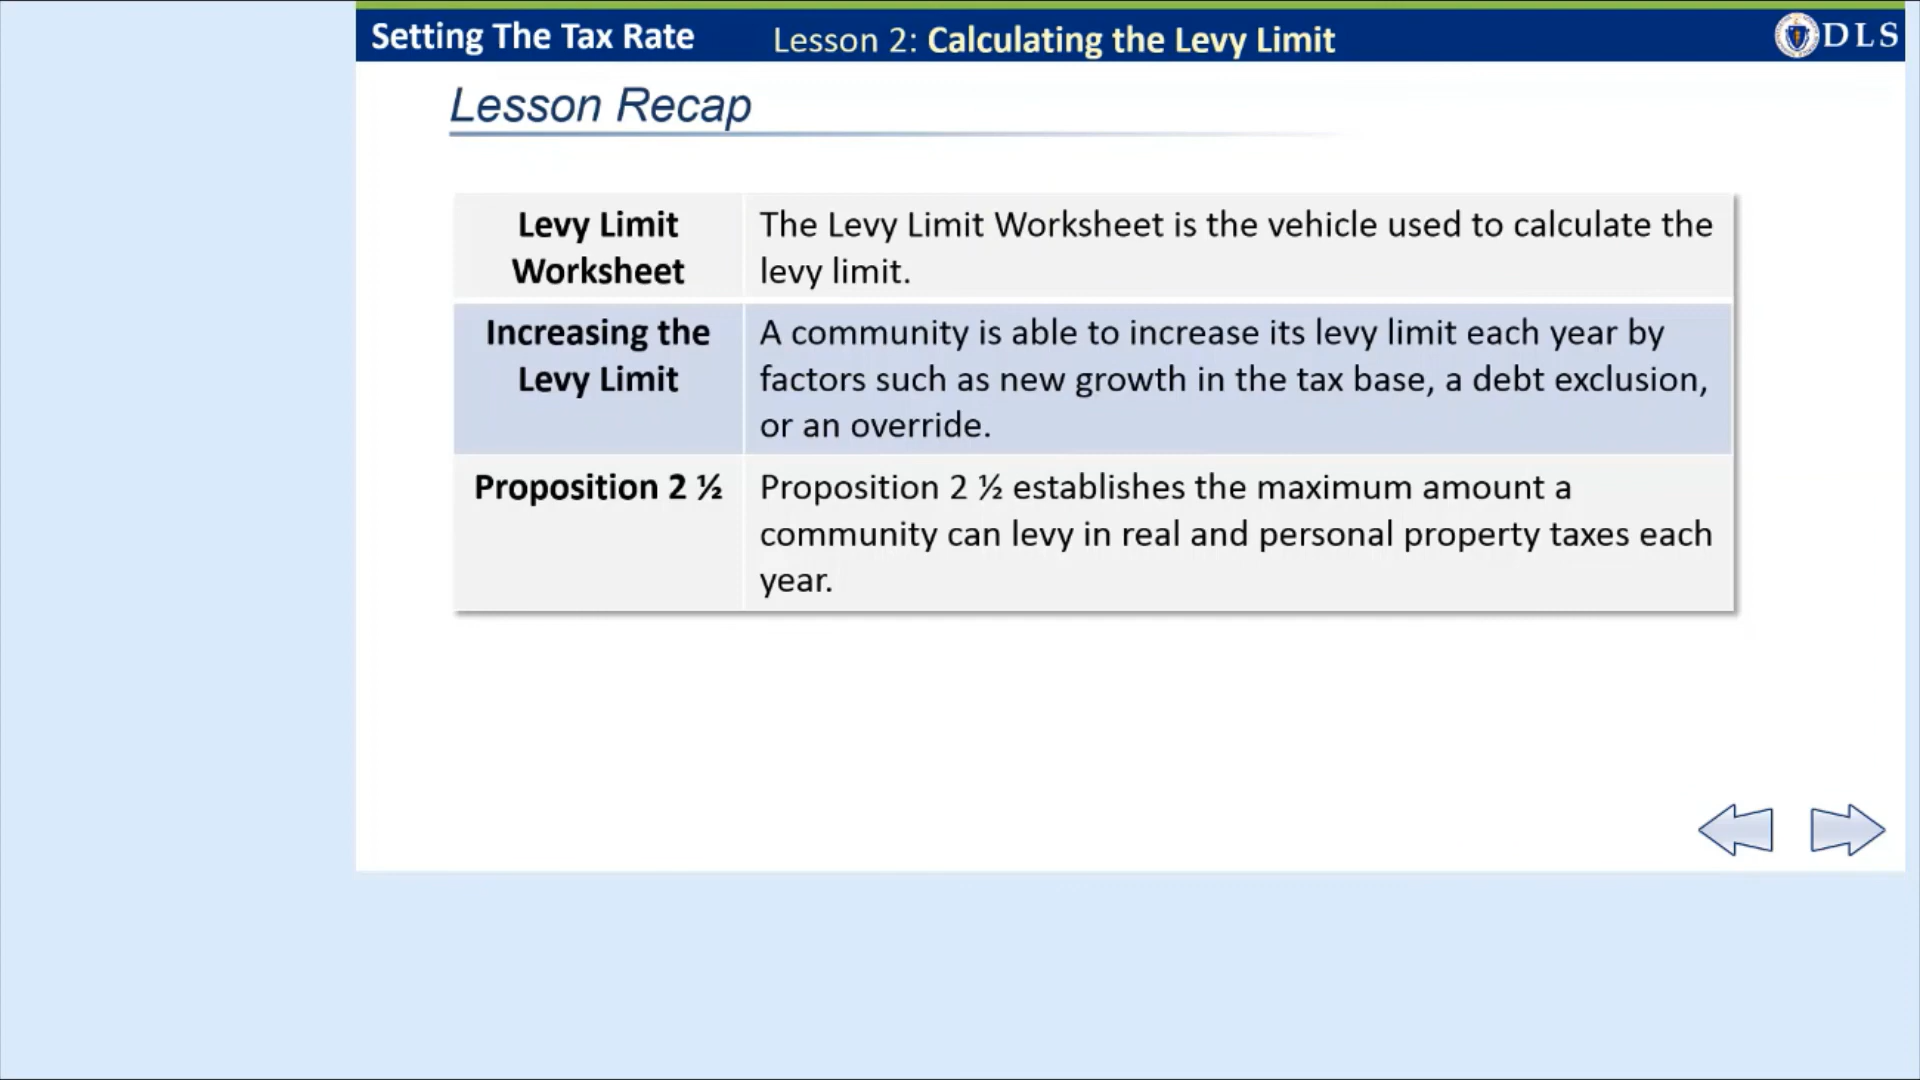 Setting The Tax Rate
Lesson 2: Calculating the Levy Limit
DLS
Lesson Recap
Levy Limit
Worksheet
The Levy Limit Worksheet is the vehicle used to calculate the
levy limit.
Increasing the
Levy Limit
A community is able to increase its levy limit each year by
factors such as new growth in the tax base, a debt exclusion,
or an override.
Proposition 2 ½
Proposition 2 ½ establishes the maximum amount a
community can levy in real and personal property taxes each
year.